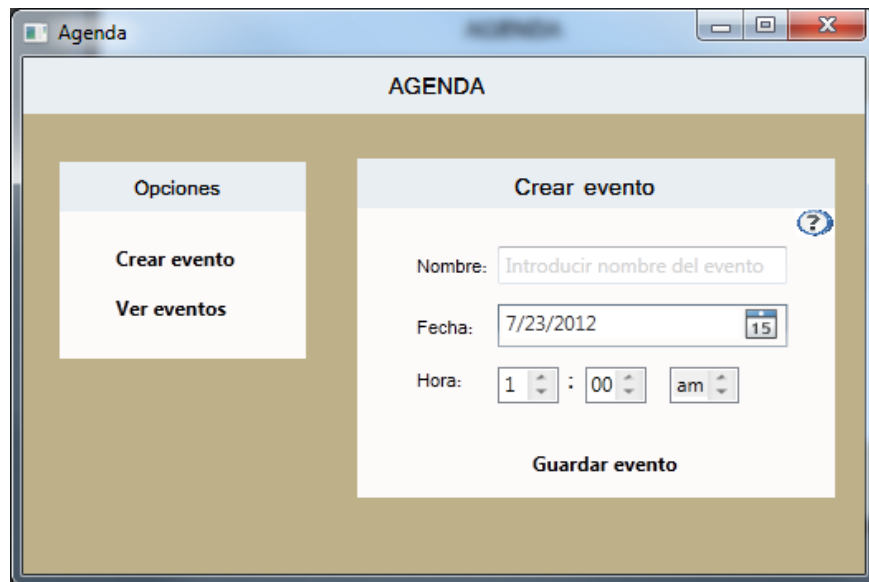 Agenda
AGENDA
AGENDA
Opciones
Crear evento
Ver eventos
Crear evento
?
Nombre: Introducir nombre del evento
Fecha: 7/23/2012 15
Hora: 1 : 00 am
Guardar evento